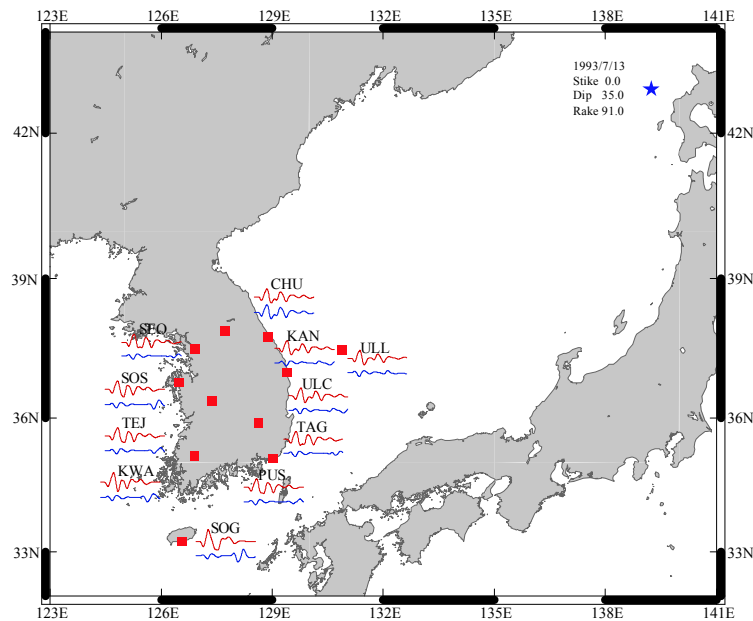 123E 126E 129E 132E 135E 138E 141E
1993/7/13
Stike 0.0
Dip 35.0
Rake 91.0
42N 42N
39N 39N
CHU
SEO
KAN
ULL
SOS
ULC
36N 36N
TEJ
TAG
KWA
PUS
SOG
33N 33N
123E 126E 129E 132E 135E 138E 141E